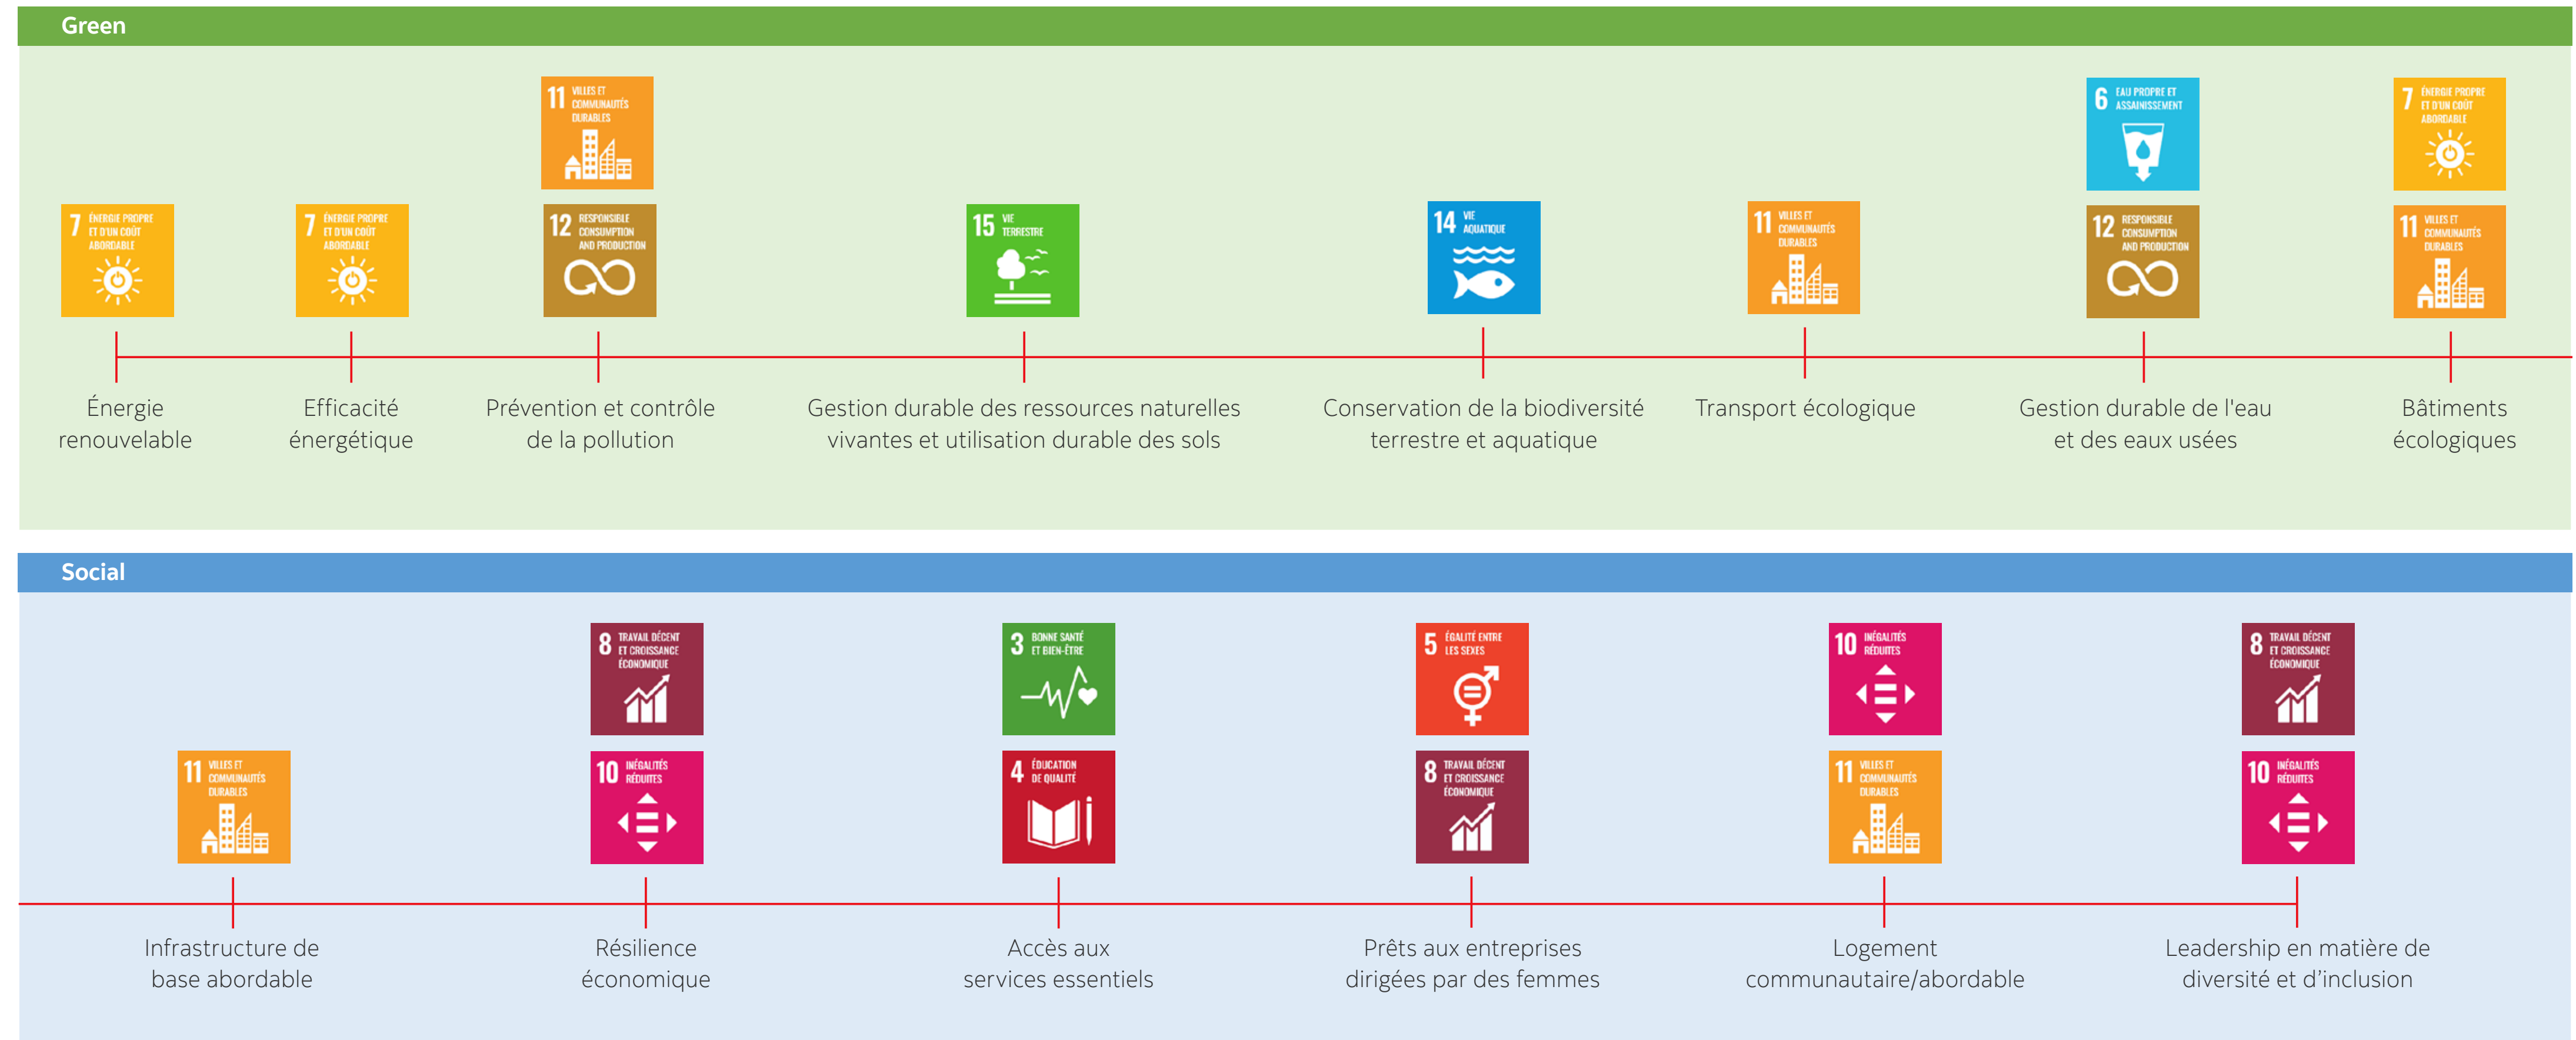 Green
11 VILLES ET
COMMUNAUTÉS
DURABLES
6 EAU PROPRE ET
ASSAINISSEMENT
7 ÉNERGIE PROPRE
ET D'UN COÛT
ABORDABLE
7 ÉNERGIE PROPRE
ET D'UN COÛT
ABORDABLE
7 ÉNERGIE PROPRE
ET D'UN COÛT
ABORDABLE
12 RESPONSIBLE
CONSUMPTION
AND PRODUCTION
15 VIE
TERRESTRE
14 VIE
AQUATIQUE
11 VILLES ET
COMMUNAUTÉS
DURABLES
12 RESPONSIBLE
CONSUMPTION
AND PRODUCTION
11 VILLES ET
COMMUNAUTÉS
DURABLES
Énergie
renouvelable
Efficacité
énergétique
Prévention et contrôle
de la pollution
Gestion durable des ressources naturelles
vivantes et utilisation durable des sols
Conservation de la biodiversité
terrestre et aquatique
Transport écologique
Gestion durable de l'eau
et des eaux usées
Bâtiments
écologiques
Social
8 TRAVAIL DÉCENT
ET CROISSANCE
ÉCONOMIQUE
3 BONNE SANTÉ
ET BIEN-ÊTRE
5 ÉGALITÉ ENTRE
LES SEXES
10 INÉGALITÉS
RÉDUITES
8 TRAVAIL DÉCENT
ET CROISSANCE
ÉCONOMIQUE
11 VILLES ET
COMMUNAUTÉS
DURABLES
10 INÉGALITÉS
RÉDUITES
4 ÉDUCATION
DE QUALITÉ
8 TRAVAIL DÉCENT
ET CROISSANCE
ÉCONOMIQUE
11 VILLES ET
COMMUNAUTÉS
DURABLES
10 INÉGALITÉS
RÉDUITES
Infrastructure de
base abordable
Résilience
économique
Accès aux
services essentiels
Prêts aux entreprises
dirigées par des femmes
Logement
communautaire/abordable
Leadership en matière de
diversité et d’inclusion